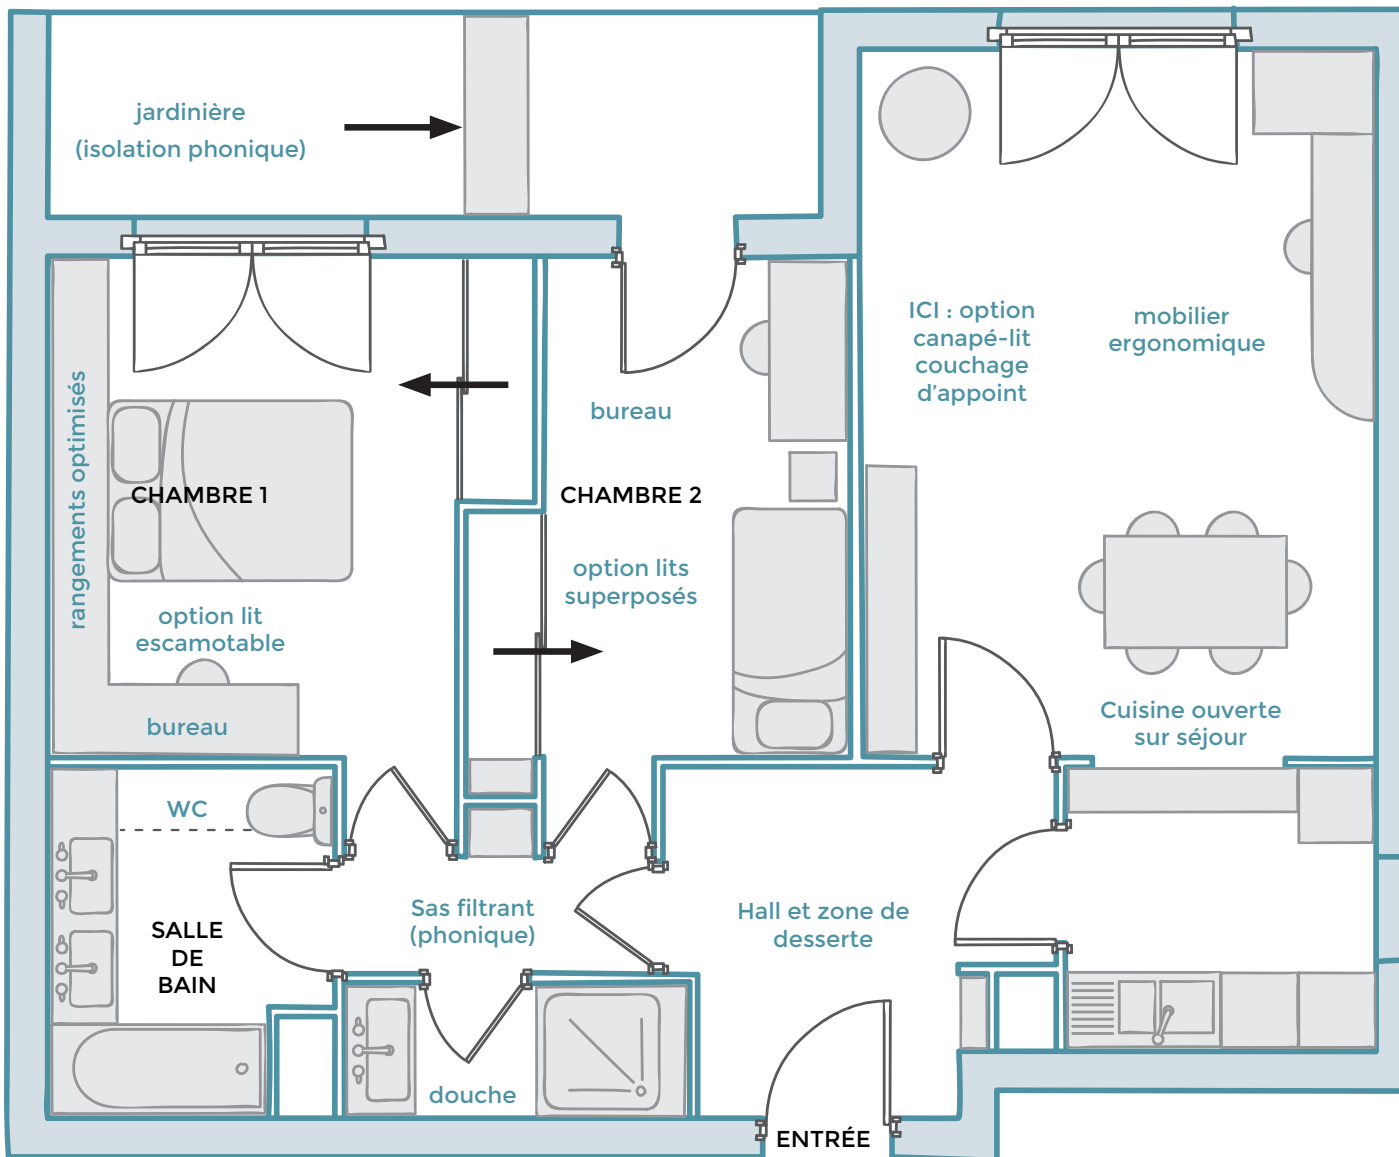 jardinière
(isolation phonique)
rangements optimisés
CHAMBRE 1
option lit
escamotable
bureau
bureau
CHAMBRE 2
option lits
superposés
ICI : option
canapé-lit
couchage
d'appoint
mobilier
ergonomique
Cuisine ouverte
sur séjour
WC
SALLE
DE
BAIN
Sas filtrant
(phonique)
Hall et zone de
desserte
douche
ENTRÉE